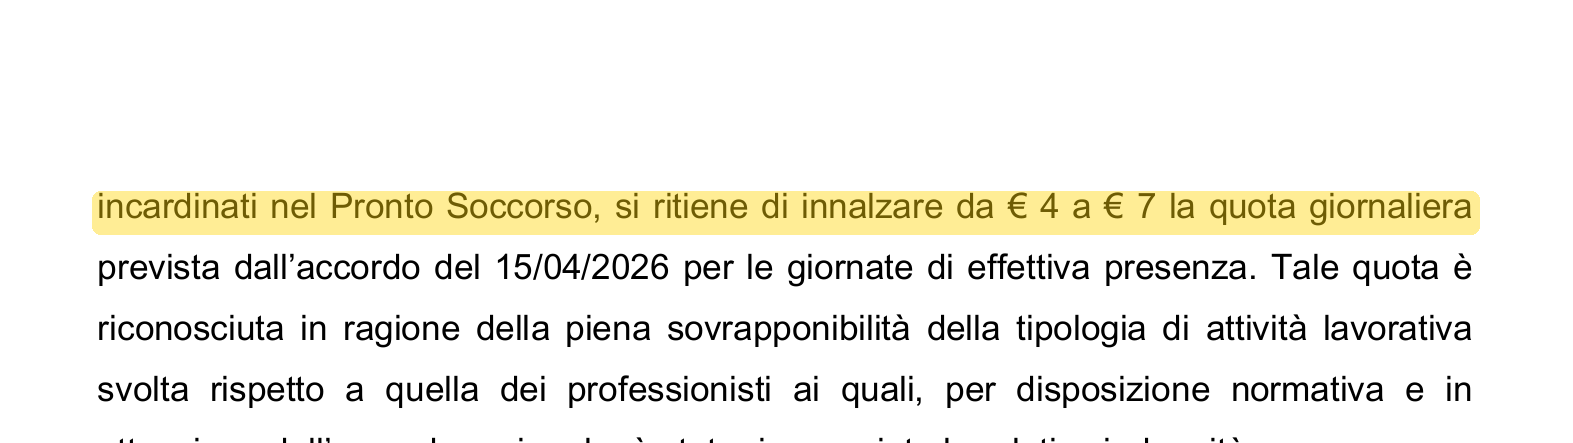 incardinati nel Pronto Soccorso, si ritiene di innalzare da € 4 a € 7 la quota giornaliera
prevista dall’accordo del 15/04/2026 per le giornate di effettiva presenza. Tale quota è
riconosciuta in ragione della piena sovrapponibilità della tipologia di attività lavorativa
svolta rispetto a quella dei professionisti ai quali, per disposizione normativa e in